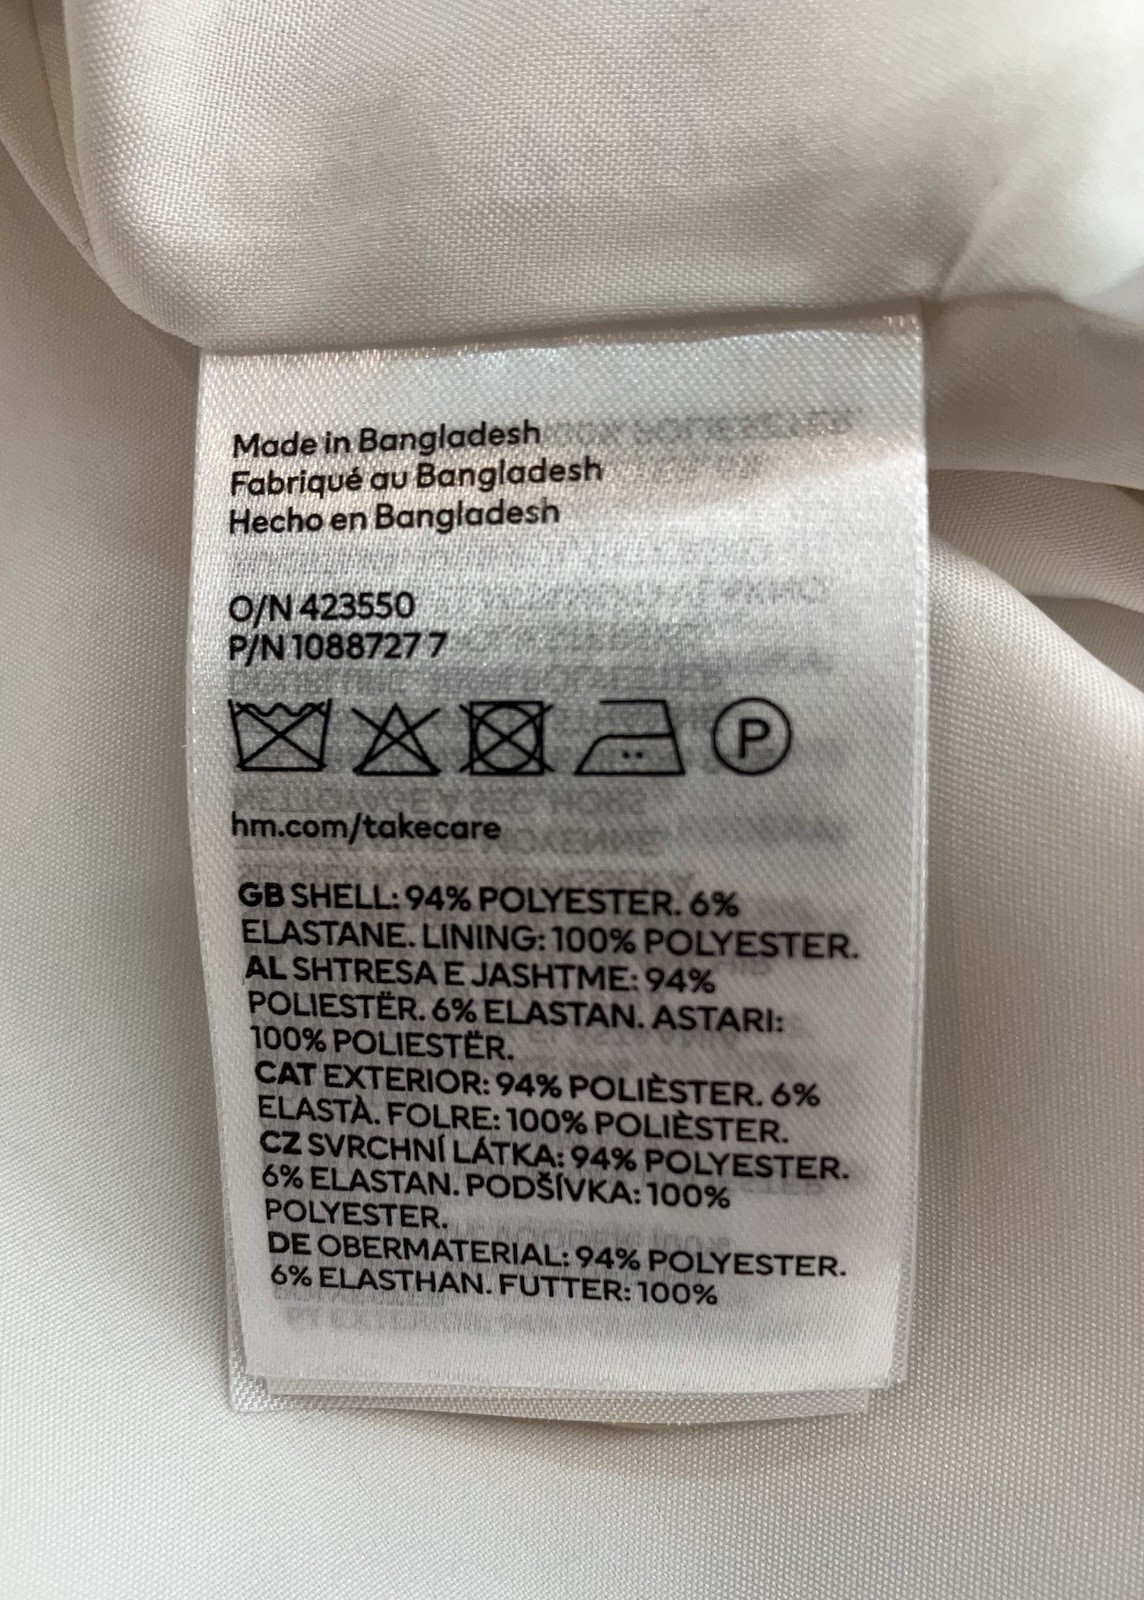 Made in Bangladesh
Fabriqué au Bangladesh
Hecho en Bangladesh
O/N 423550
P/N 1088727 7
P
hm.com/takecare
GB SHELL: 94% POLYESTER. 6%
ELASTANE. LINING: 100% POLYESTER.
AL SHTRESA E JASHTME: 94%
POLIESTËR. 6% ELASTAN. ASTARI:
100% POLIESTËR.
CAT EXTERIOR: 94% POLIÈSTER. 6%
ELASTÀ. FOLRE: 100% POLIÈSTER.
CZ SVRCHNÍ LÁTKA: 94% POLYESTER.
6% ELASTAN. PODŠÍVKA: 100%
POLYESTER.
DE OBERMATERIAL: 94% POLYESTER.
6% ELASTHAN. FUTTER: 100%